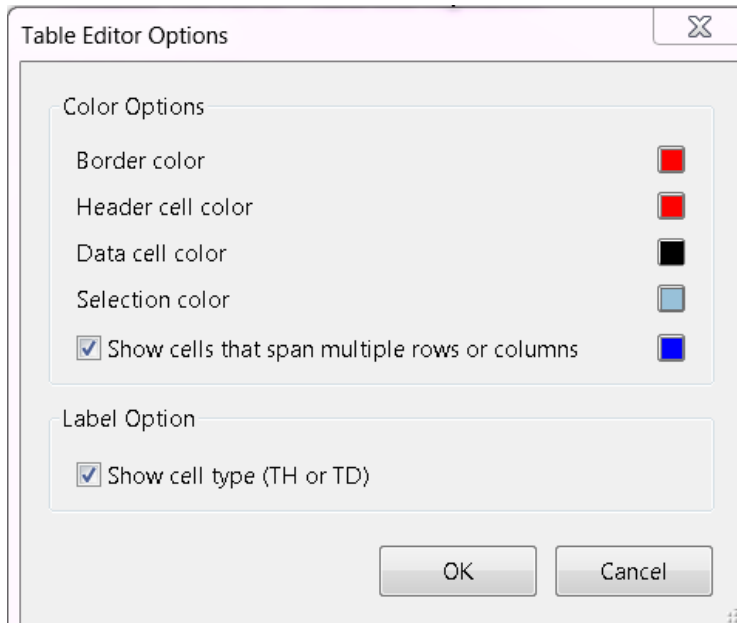 Table Editor Options
Color Options
Border color
Header cell color
Data cell color
Selection color
Show cells that span multiple rows or columns
Label Option
Show cell type (TH or TD)
OK Cancel